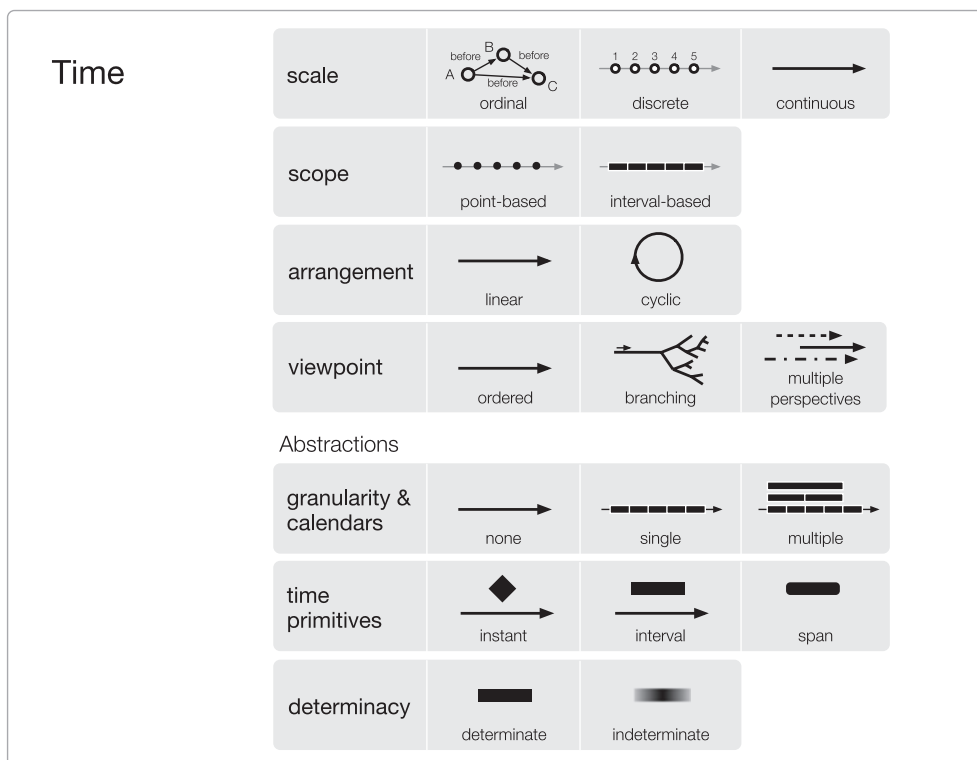 Time
scale
before
B
before
A
before
C
ordinal
1 2 3 4 5
discrete
continuous
scope
point-based
interval-based
arrangement
linear
cyclic
viewpoint
ordered
branching
multiple
perspectives
Abstractions
granularity &
calendars
none
single
multiple
time
primitives
instant
interval
span
determinacy
determinate
indeterminate